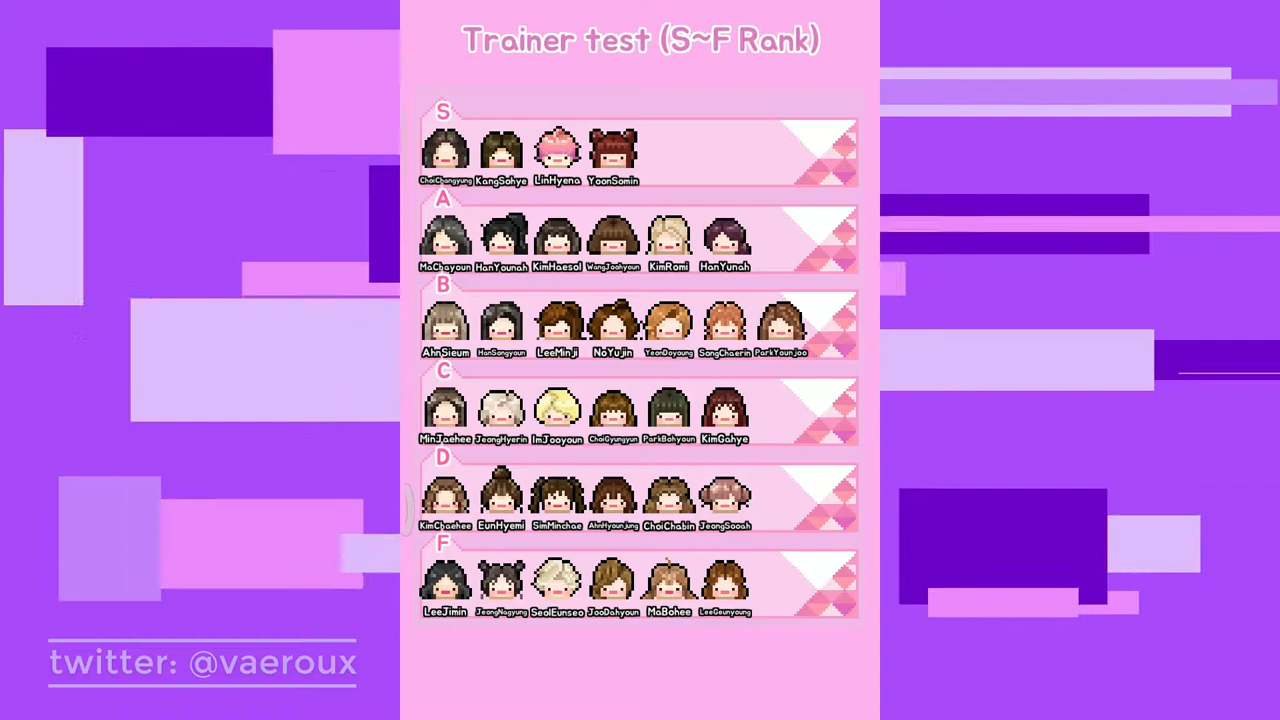 Trainer test (S~F Rank)
S
ChoiChangyung KangSohye LinHyena YoonSomin
A
MaChayoun HanYounah KimHaesol WangJaohyoun KimRomi HanYunah
B
AhnSieum HanSongyoun LeeMinji NoYujin YeonDoyoung SongChaerin ParkYounjoo
C
MinJaehee JeongHyerin ImJooyoun ChoiGyungyun ParkBohyoun KimGahye
D
KimChaehee EunHyemi SimMinchae AhnHyounjung ChoiChabin JeongSooah
F
LeeJimin JeongNagyung SeolEunseo JooDahyoun MaBohee LeeGeunyoung
twitter: @vaeroux